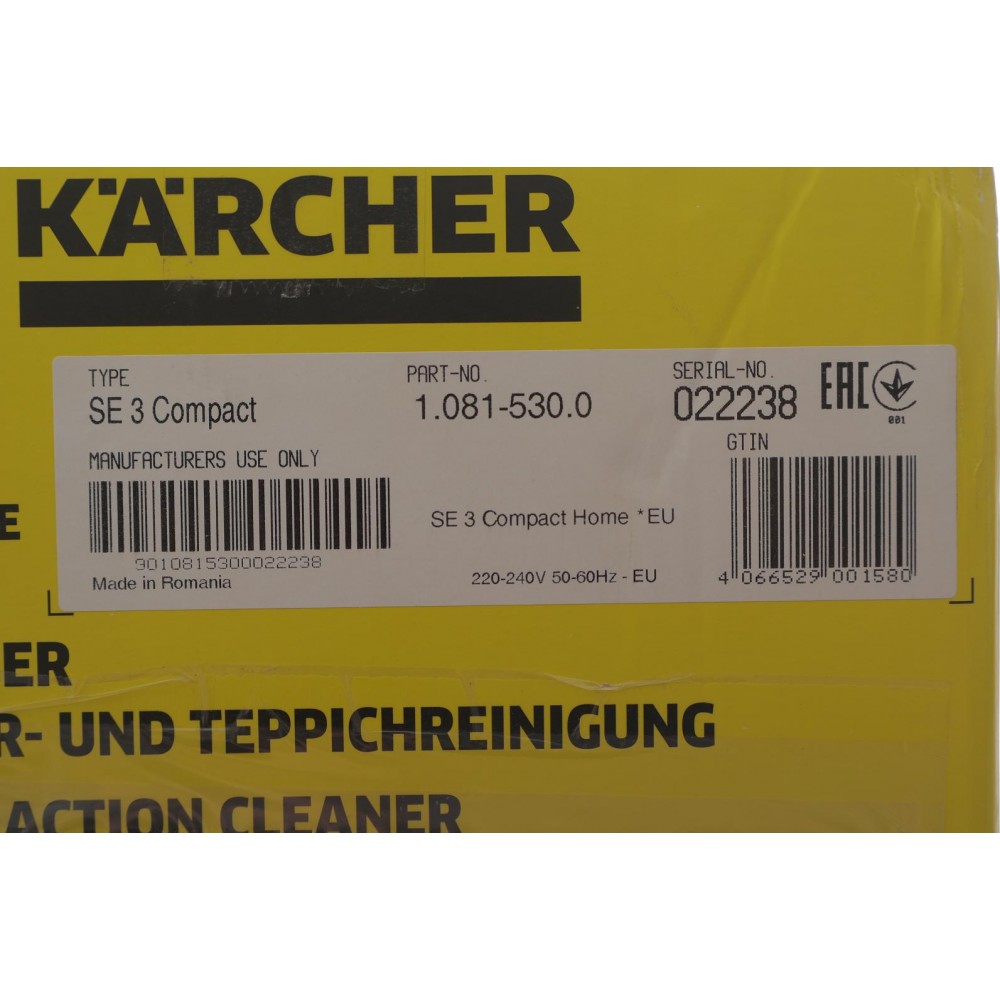 KÄRCHER
TYPE
SE 3 Compact
PART-NO.
1.081-530.0
SERIAL-NO.
022238
EAC
001
MANUFACTURERS USE ONLY
GTIN
SE 3 Compact Home *EU
9010815300022238
Made in Romania
220-240V 50-60Hz - EU
4 066529 001580
E
ER
R- UND TEPPICHREINIGUNG
ACTION CLEANER